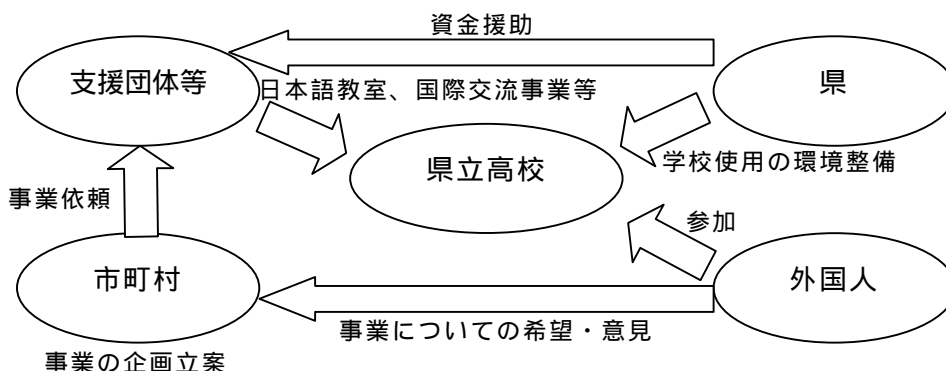 資金援助
支援団体等
県
日本語教室、国際交流事業等
県立高校
学校使用の環境整備
事業依頼
参加
市町村
外国人
事業についての希望・意見
事業の企画立案